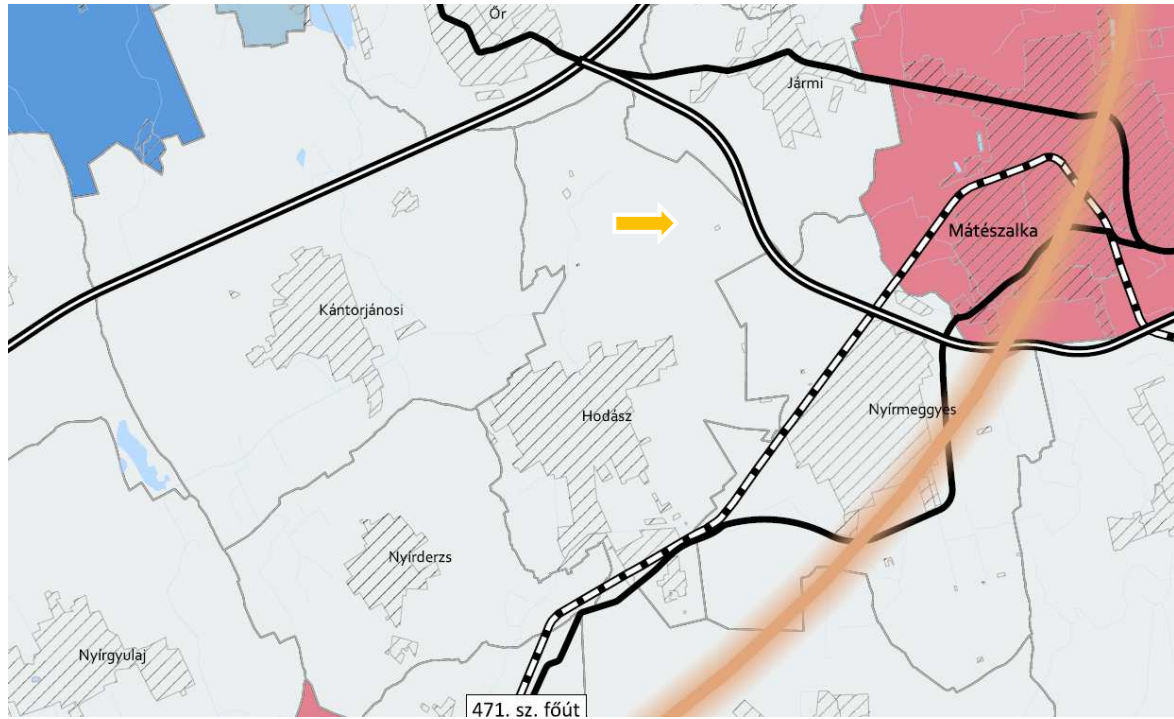 Őr
Jármi
Mátészalka
Kántorjánosi
Hodász
Nyírmeggyes
Nyírderzs
Nyírgyulaj
471. sz. főút